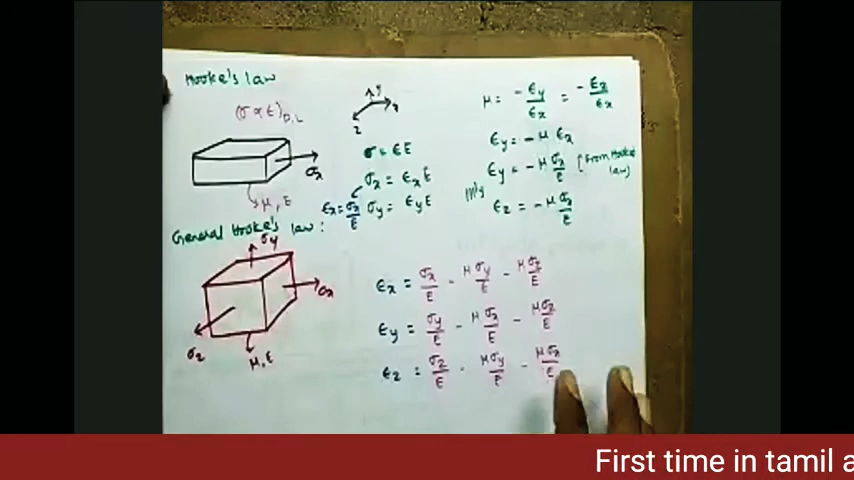 Hooke's law
(σ ∝ ε)P.L
y
x
z
σ = εE
σx
μ, E
σx = εx E
εx = σx/E
σy = εy E
μ = -εy/εx = -εz/εx
εy = -μ εx
εy = -μ σx/E [From Hooke's law]
|||ly
εz = -μ σx/E
General Hooke's law :
σy
σx
σz
μ, E
εx = σx/E - μσy/E - μσz/E
εy = σy/E - μσx/E - μσz/E
εz = σz/E - μσy/E - μσx/E
First time in tamil a